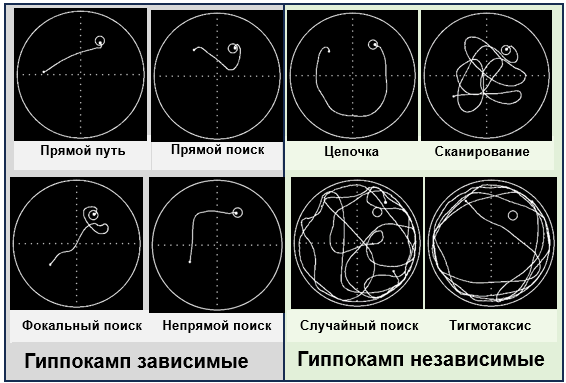 Прямой путь
Прямой поиск
Цепочка
Сканирование
Фокальный поиск
Непрямой поиск
Случайный поиск
Тигмотаксис
Гиппокамп зависимые
Гиппокамп независимые